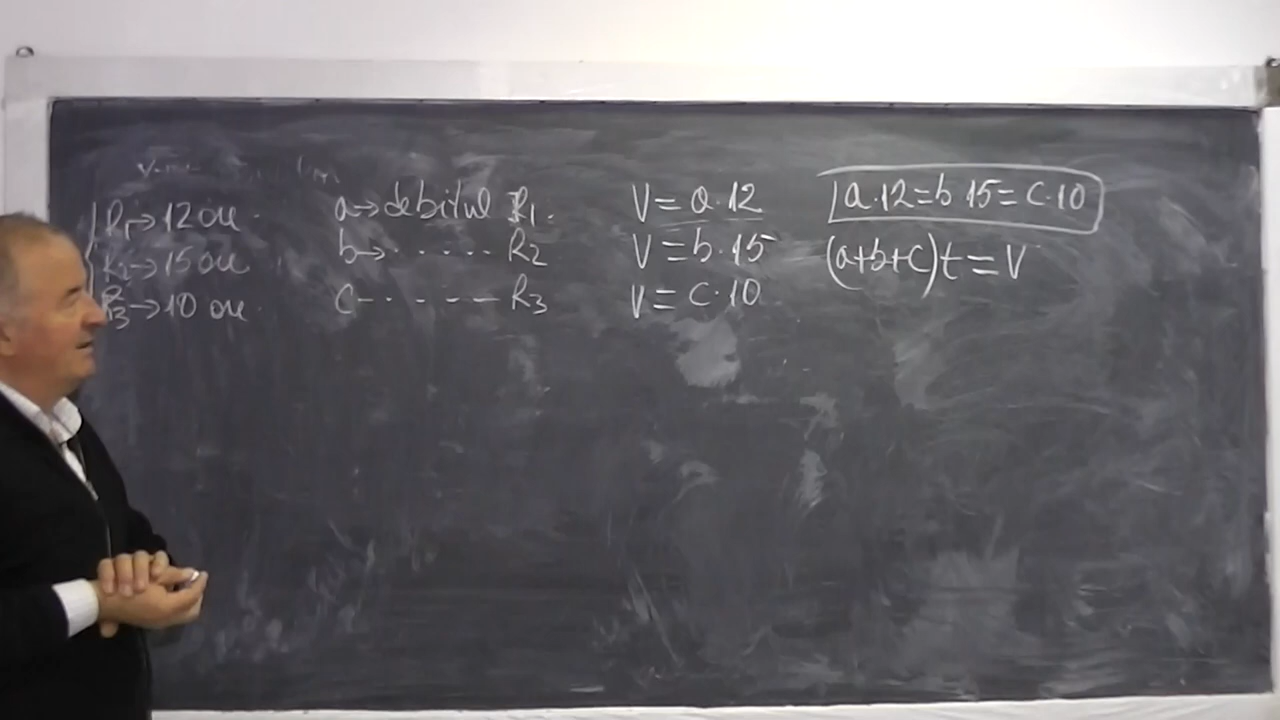 R1→12 ore
R2→15 ore
R3→10 ore
a→debitul R1.
b→...... R2
c-.---- R3
V=a.12
V=b.15
V=c.10
a.12=b.15=c.10
(a+b+c)t=V